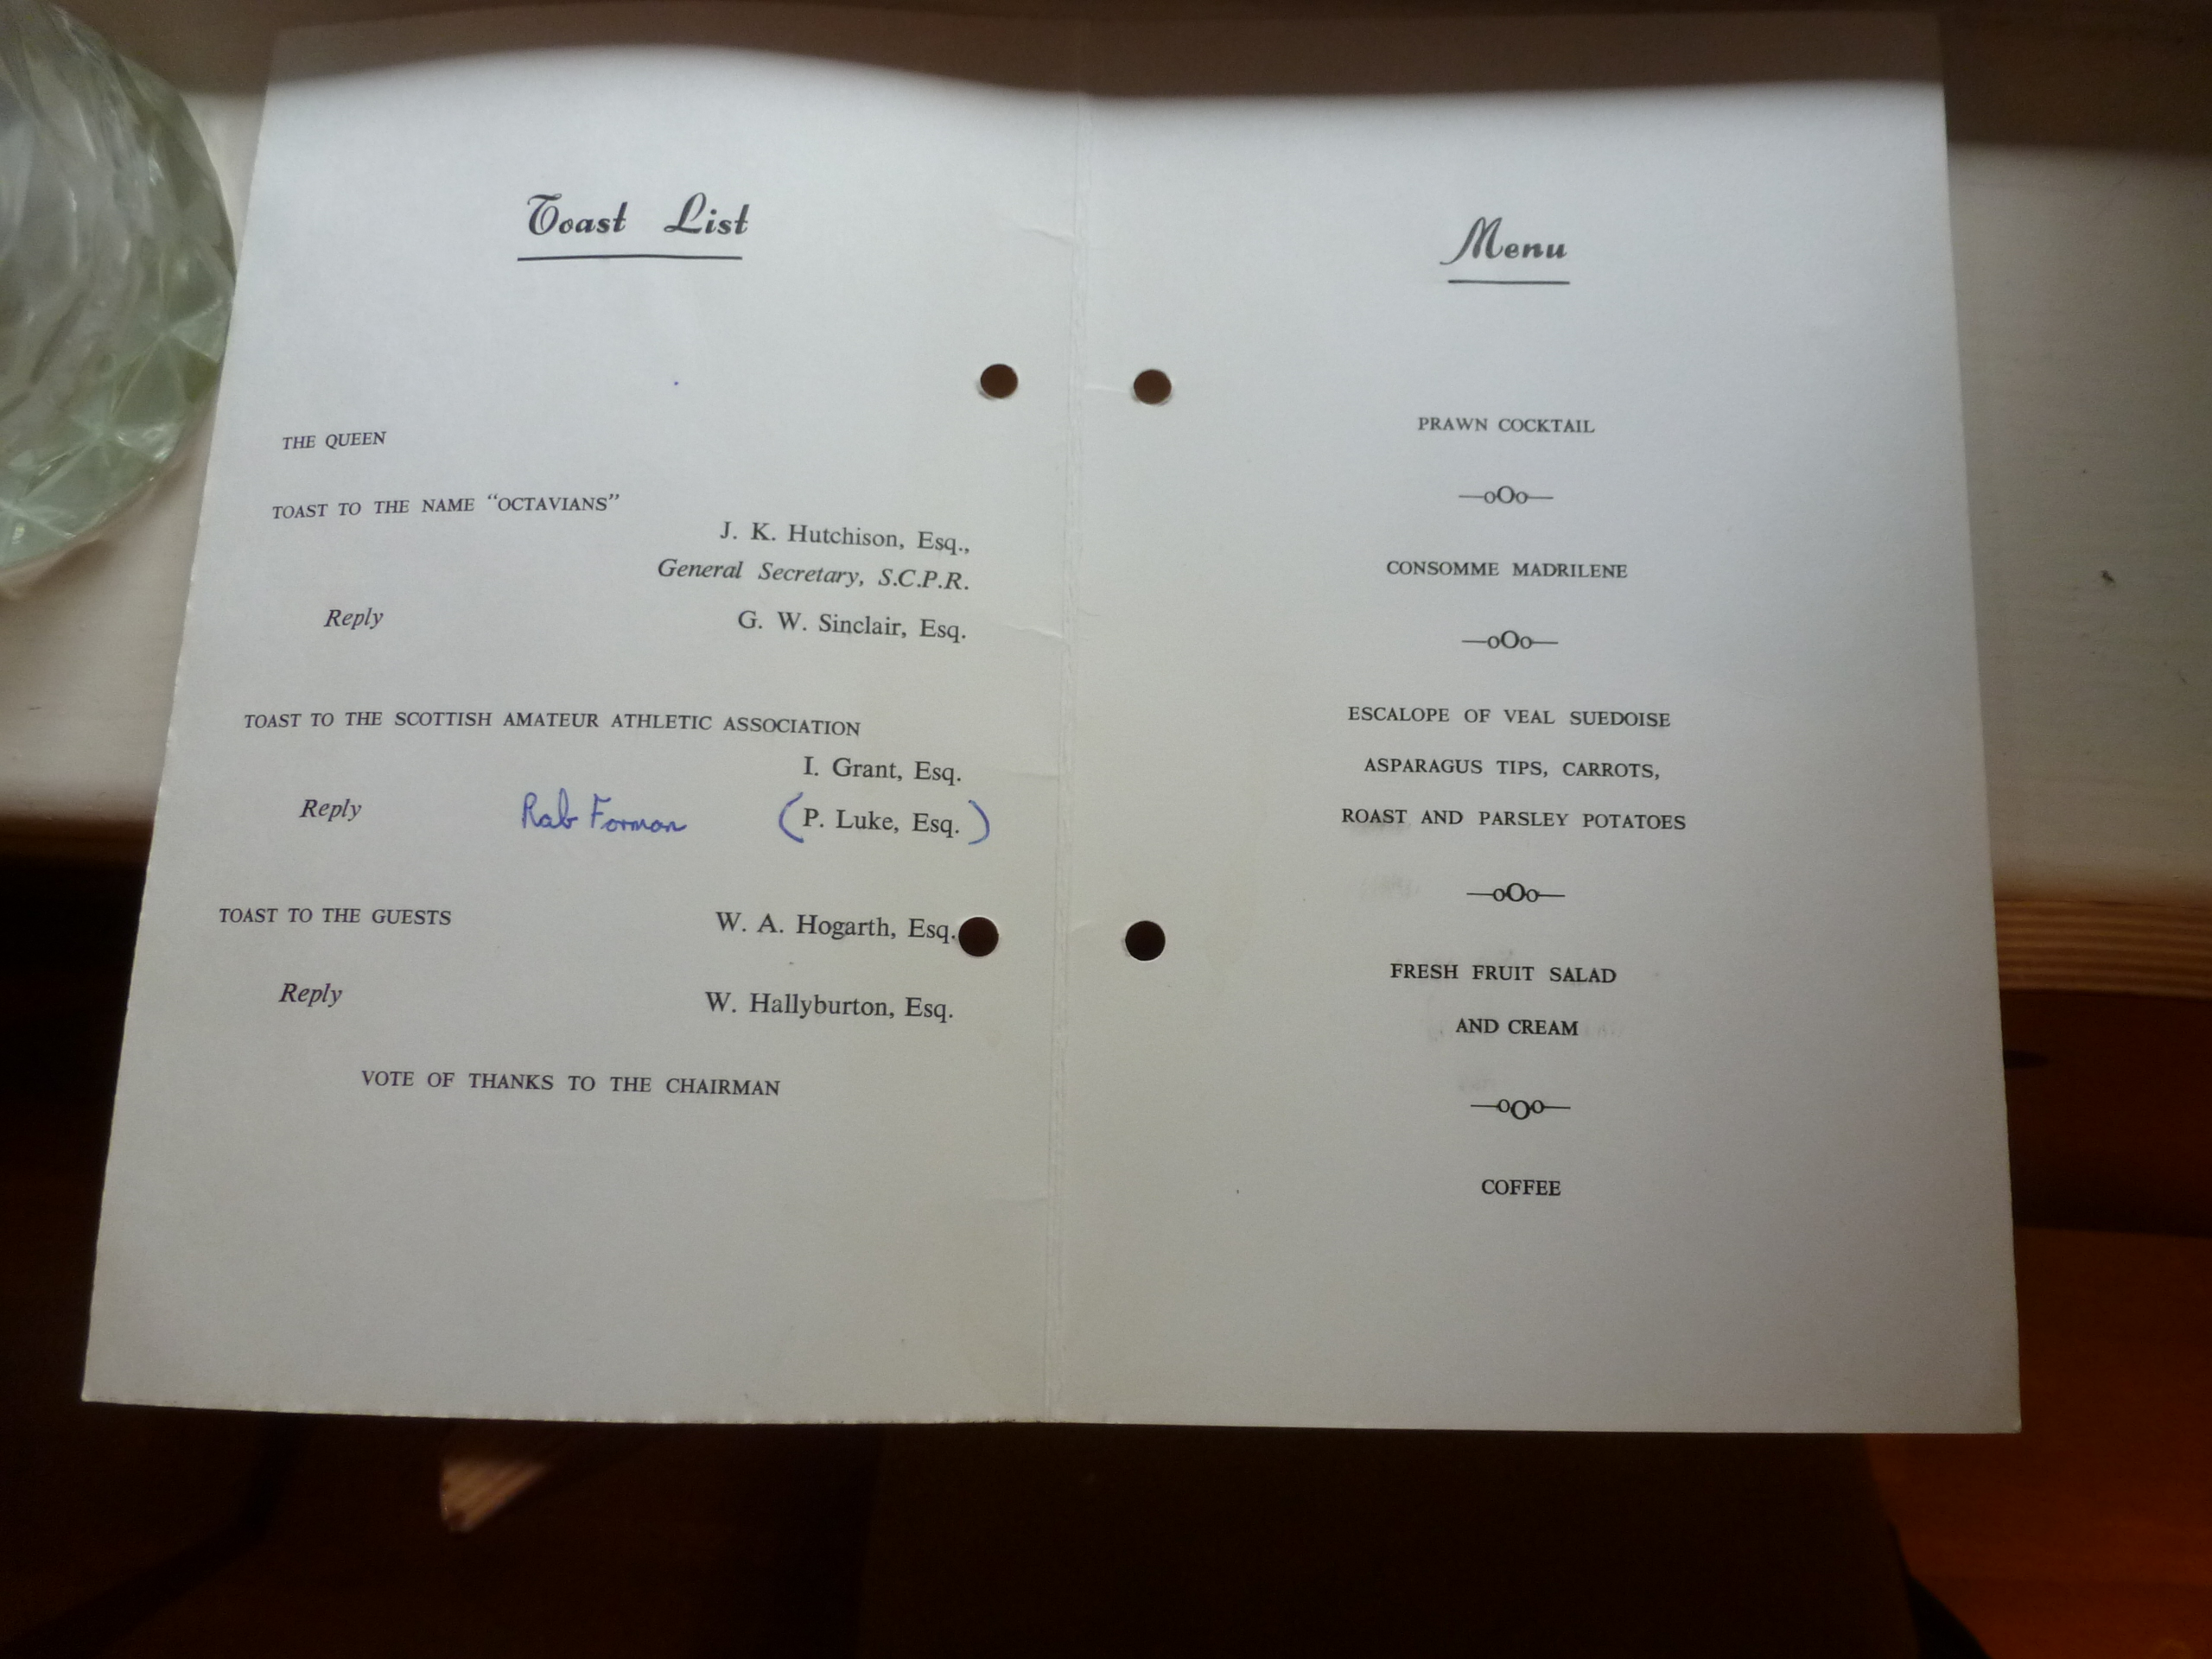 Toast List
THE QUEEN
TOAST TO THE NAME “OCTAVIANS”
J. K. Hutchison, Esq.,
General Secretary, S.C.P.R.
Reply G. W. Sinclair, Esq.
TOAST TO THE SCOTTISH AMATEUR ATHLETIC ASSOCIATION
I. Grant, Esq.
Reply Rab Forman (P. Luke, Esq.)
TOAST TO THE GUESTS W. A. Hogarth, Esq.
Reply W. Hallyburton, Esq.
VOTE OF THANKS TO THE CHAIRMAN
Menu
PRAWN COCKTAIL
—oOo—
CONSOMME MADRILENE
—oOo—
ESCALOPE OF VEAL SUEDOISE
ASPARAGUS TIPS, CARROTS,
ROAST AND PARSLEY POTATOES
—oOo—
FRESH FRUIT SALAD
AND CREAM
—oOo—
COFFEE